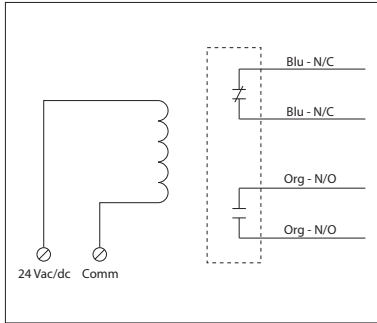 Blu - N/C
Blu - N/C
Org - N/O
Org - N/O
24 Vac/dc Comm